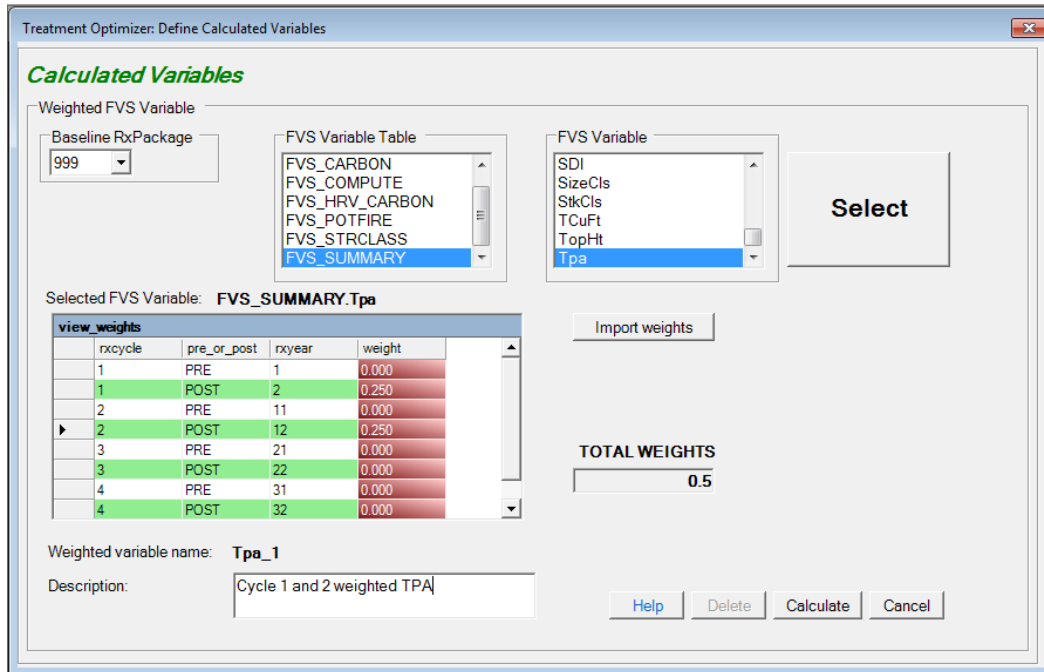 Treatment Optimizer: Define Calculated Variables
Calculated Variables
Weighted FVS Variable
Baseline RxPackage
999
FVS Variable Table
FVS_CARBON
FVS_COMPUTE
FVS_HRV_CARBON
FVS_POTFIRE
FVS_STRCLASS
FVS_SUMMARY
FVS Variable
SDI
SizeCls
StkCls
TCuFt
TopHt
Tpa
Select
Selected FVS Variable: FVS_SUMMARY.Tpa
view_weights
rxcycle pre_or_post rxyear weight
1 PRE 1 0.000
1 POST 2 0.250
2 PRE 11 0.000
2 POST 12 0.250
3 PRE 21 0.000
3 POST 22 0.000
4 PRE 31 0.000
4 POST 32 0.000
Import weights
TOTAL WEIGHTS
0.5
Weighted variable name: Tpa_1
Description: Cycle 1 and 2 weighted TPA
Help Delete Calculate Cancel